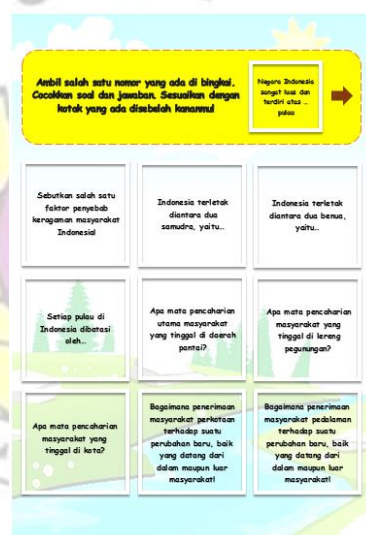 Ambil salah satu nomor yang ada di bingkai.
Cocokkan soal dan jawaban. Sesuaikan dengan
kotak yang ada disebelah kananmu!
Negara Indonesia
sangat luas dan
terdiri atas ...
pulau
Sebutkan salah satu
faktor penyebab
keragaman masyarakat
Indonesia!
Indonesia terletak
diantara dua
samudra, yaitu...
Indonesia terletak
diantara dua benua,
yaitu...
Setiap pulau di
Indonesia dibatasi
oleh...
Apa mata pencaharian
utama masyarakat
yang tinggal di daerah
pantai?
Apa mata pencaharian
masyarakat yang
tinggal di lereng
pegunungan?
Apa mata pencaharian
masyarakat yang
tinggal di kota?
Bagaimana penerimaan
masyarakat perkotaan
terhadap suatu
perubahan baru, baik
yang datang dari
dalam maupun luar
masyarakat!
Bagaimana penerimaan
masyarakat pedalaman
terhadap suatu
perubahan baru, baik
yang datang dari
dalam maupun luar
masyarakat!